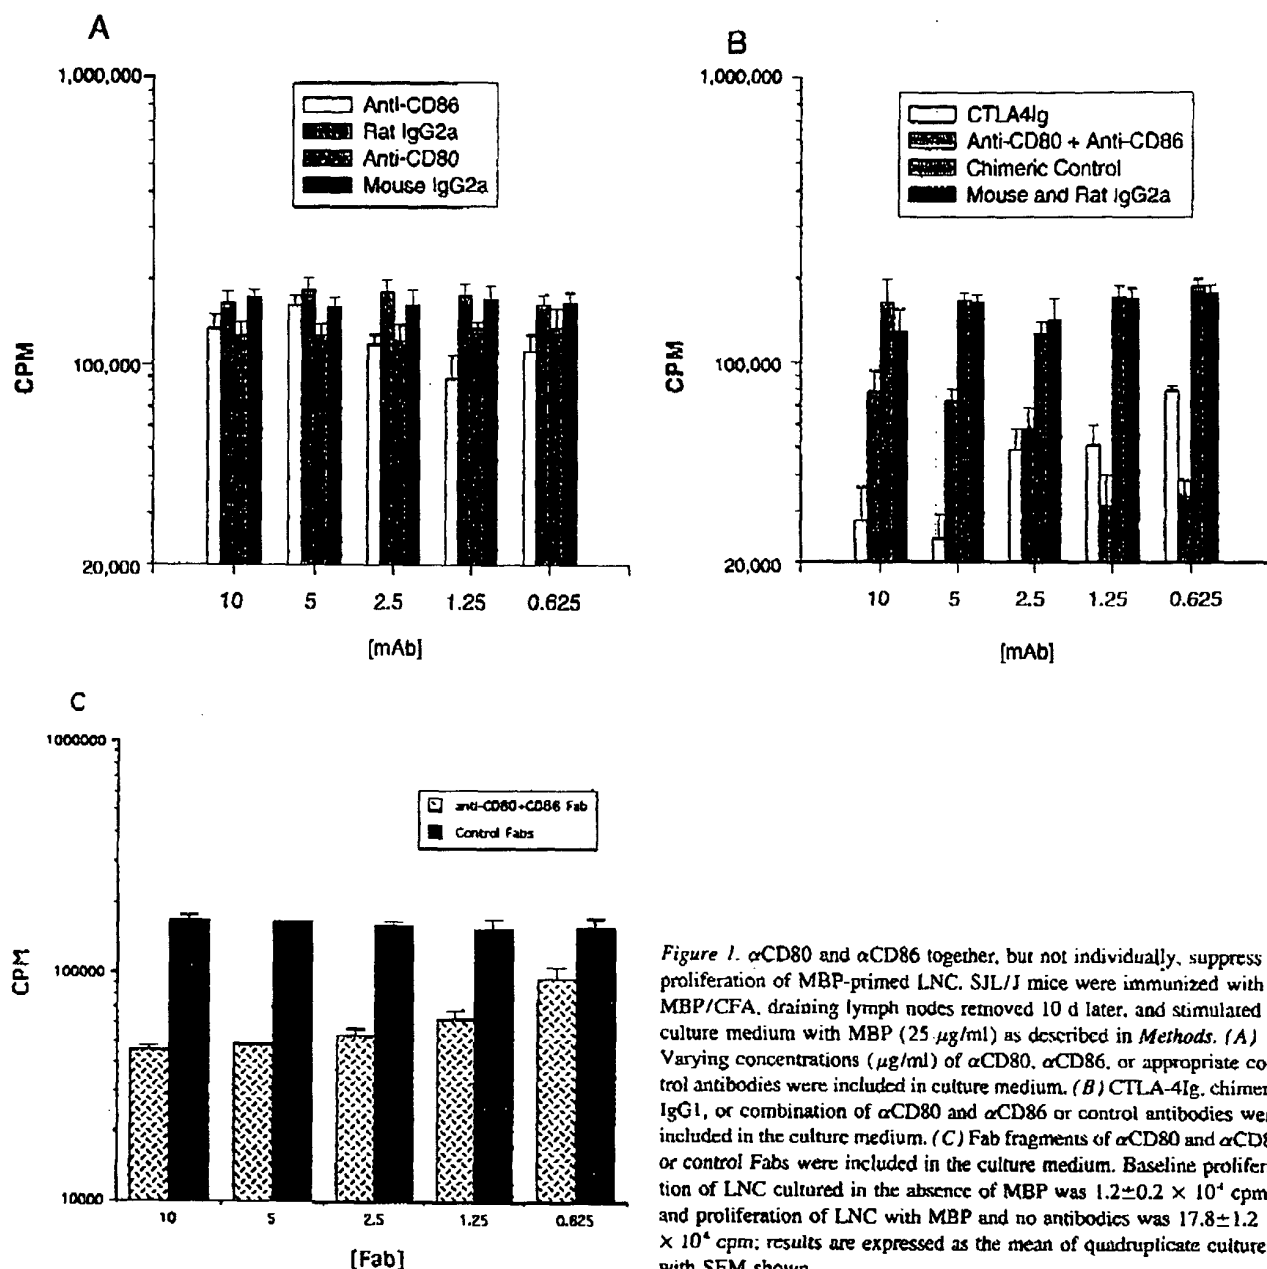 A
1,000,000
Anti-CD86
Rat IgG2a
Anti-CD80
Mouse IgG2a
CPM
100,000
20,000
10 5 2.5 1.25 0.625
[mAb]
B
1,000,000
CTLA4Ig
Anti-CD80 + Anti-CD86
Chimeric Control
Mouse and Rat IgG2a
CPM
100,000
20,000
10 5 2.5 1.25 0.625
[mAb]
C
1000000
anti-CD80+CD86 Fab
Control Fabs
CPM
100000
10000
10 5 2.5 1.25 0.625
[Fab]
Figure 1. αCD80 and αCD86 together, but not individually, suppress
proliferation of MBP-primed LNC. SJL/J mice were immunized with
MBP/CFA, draining lymph nodes removed 10 d later, and stimulated
culture medium with MBP (25 μg/ml) as described in Methods. (A)
Varying concentrations (μg/ml) of αCD80, αCD86, or appropriate co
trol antibodies were included in culture medium. (B) CTLA-4Ig, chimer
IgG1, or combination of αCD80 and αCD86 or control antibodies we
included in the culture medium. (C) Fab fragments of αCD80 and αCD8
or control Fabs were included in the culture medium. Baseline prolifer
tion of LNC cultured in the absence of MBP was 1.2±0.2 × 10⁴ cpm
and proliferation of LNC with MBP and no antibodies was 17.8±1.2
× 10⁴ cpm; results are expressed as the mean of quadruplicate culture
with SEM shown